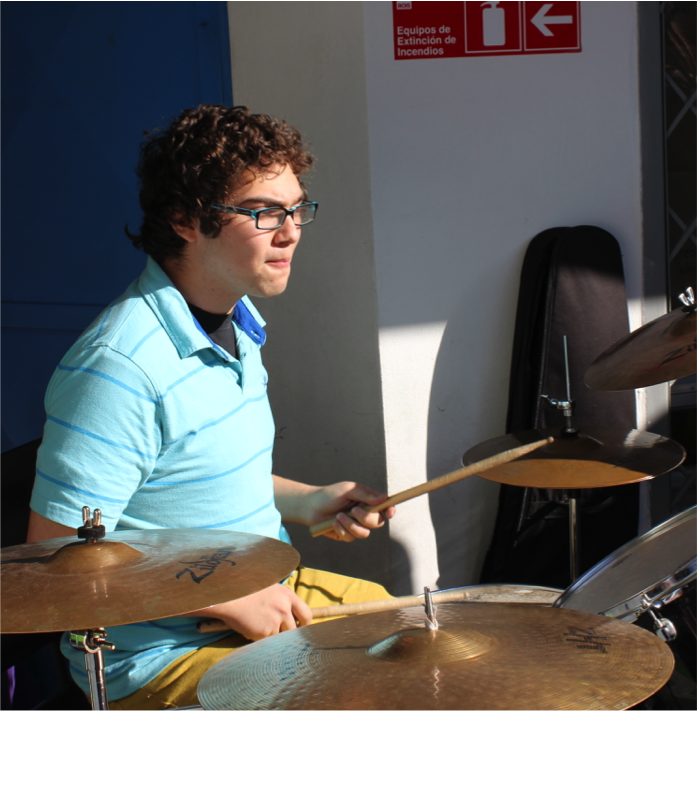 Equipos de
Extinción de
Incendios
Zildjian